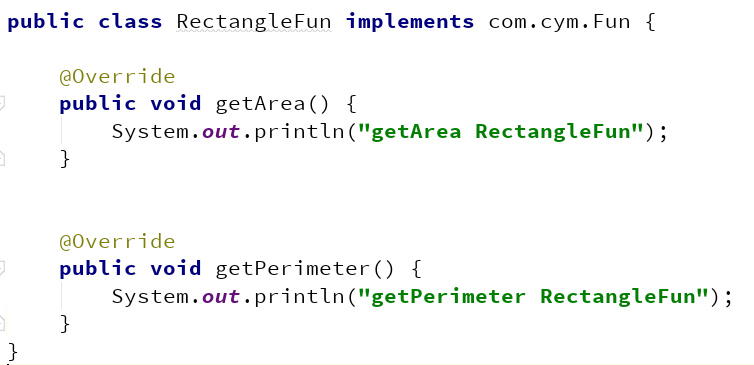 public class RectangleFun implements com.cym.Fun {
@Override
public void getArea() {
System.out.println("getArea RectangleFun");
}
@Override
public void getPerimeter() {
System.out.println("getPerimeter RectangleFun");
}
}